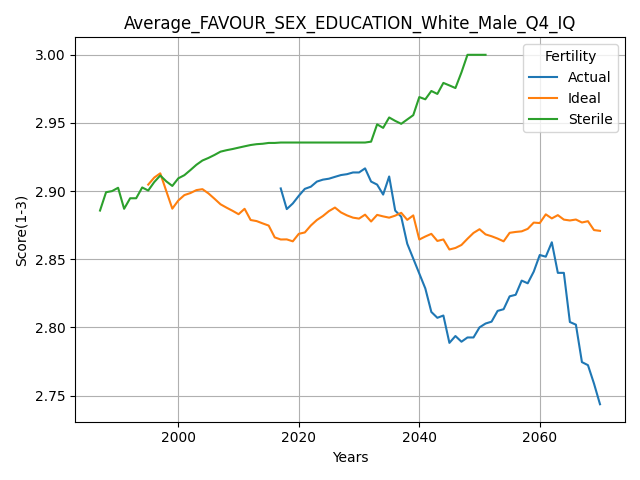 Average_FAVOUR_SEX_EDUCATION_White_Male_Q4_IQ
Fertility
Actual
Ideal
Sterile
Score(1-3)
3.00
2.95
2.90
2.85
2.80
2.75
2000
2020
2040
2060
Years